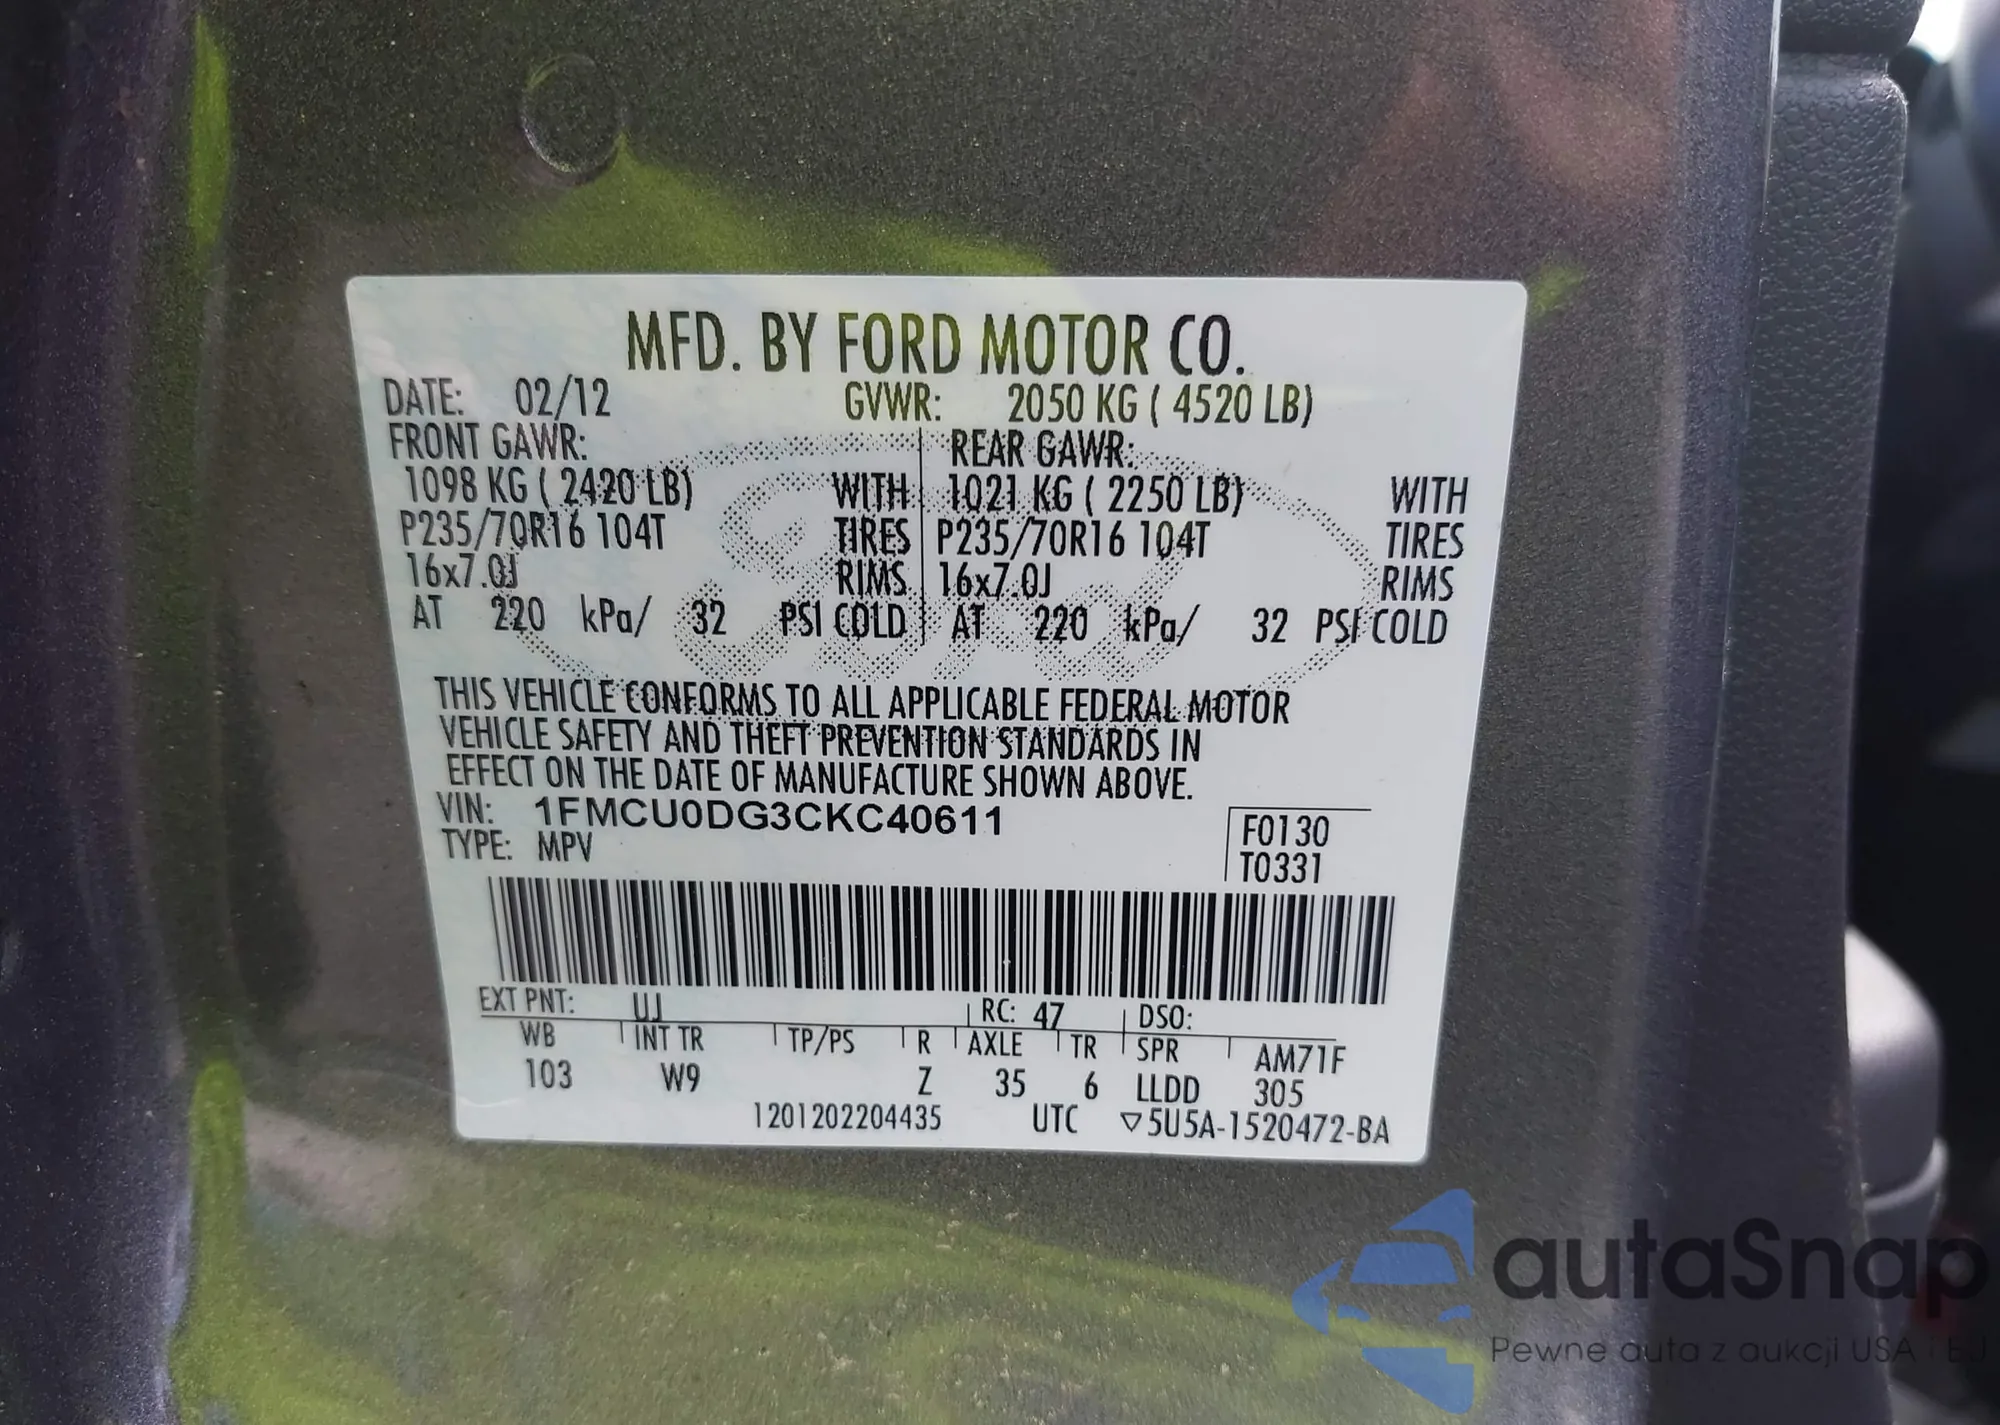 MFD. BY FORD MOTOR CO.
DATE: 02/12 GVWR: 2050 KG ( 4520 LB)
FRONT GAWR: REAR GAWR:
1098 KG ( 2420 LB) WITH 1021 KG ( 2250 LB) WITH
P235/70R16 104T TIRES P235/70R16 104T TIRES
16x7.0J RIMS 16x7.0J RIMS
AT 220 kPa/ 32 PSI COLD AT 220 kPa/ 32 PSI COLD
THIS VEHICLE CONFORMS TO ALL APPLICABLE FEDERAL MOTOR
VEHICLE SAFETY AND THEFT PREVENTION STANDARDS IN
EFFECT ON THE DATE OF MANUFACTURE SHOWN ABOVE.
VIN: 1FMCU0DG3CKC40611
TYPE: MPV
F0130
T0331
EXT PNT: UJ RC: 47 DSO:
WB INT TR TP/PS R AXLE TR SPR AM71F
103 W9 Z 35 6 LLDD 305
1201202204435 UTC ▽5U5A-1520472-BA
autaSnap
Pewne auta z aukcji USA i EU